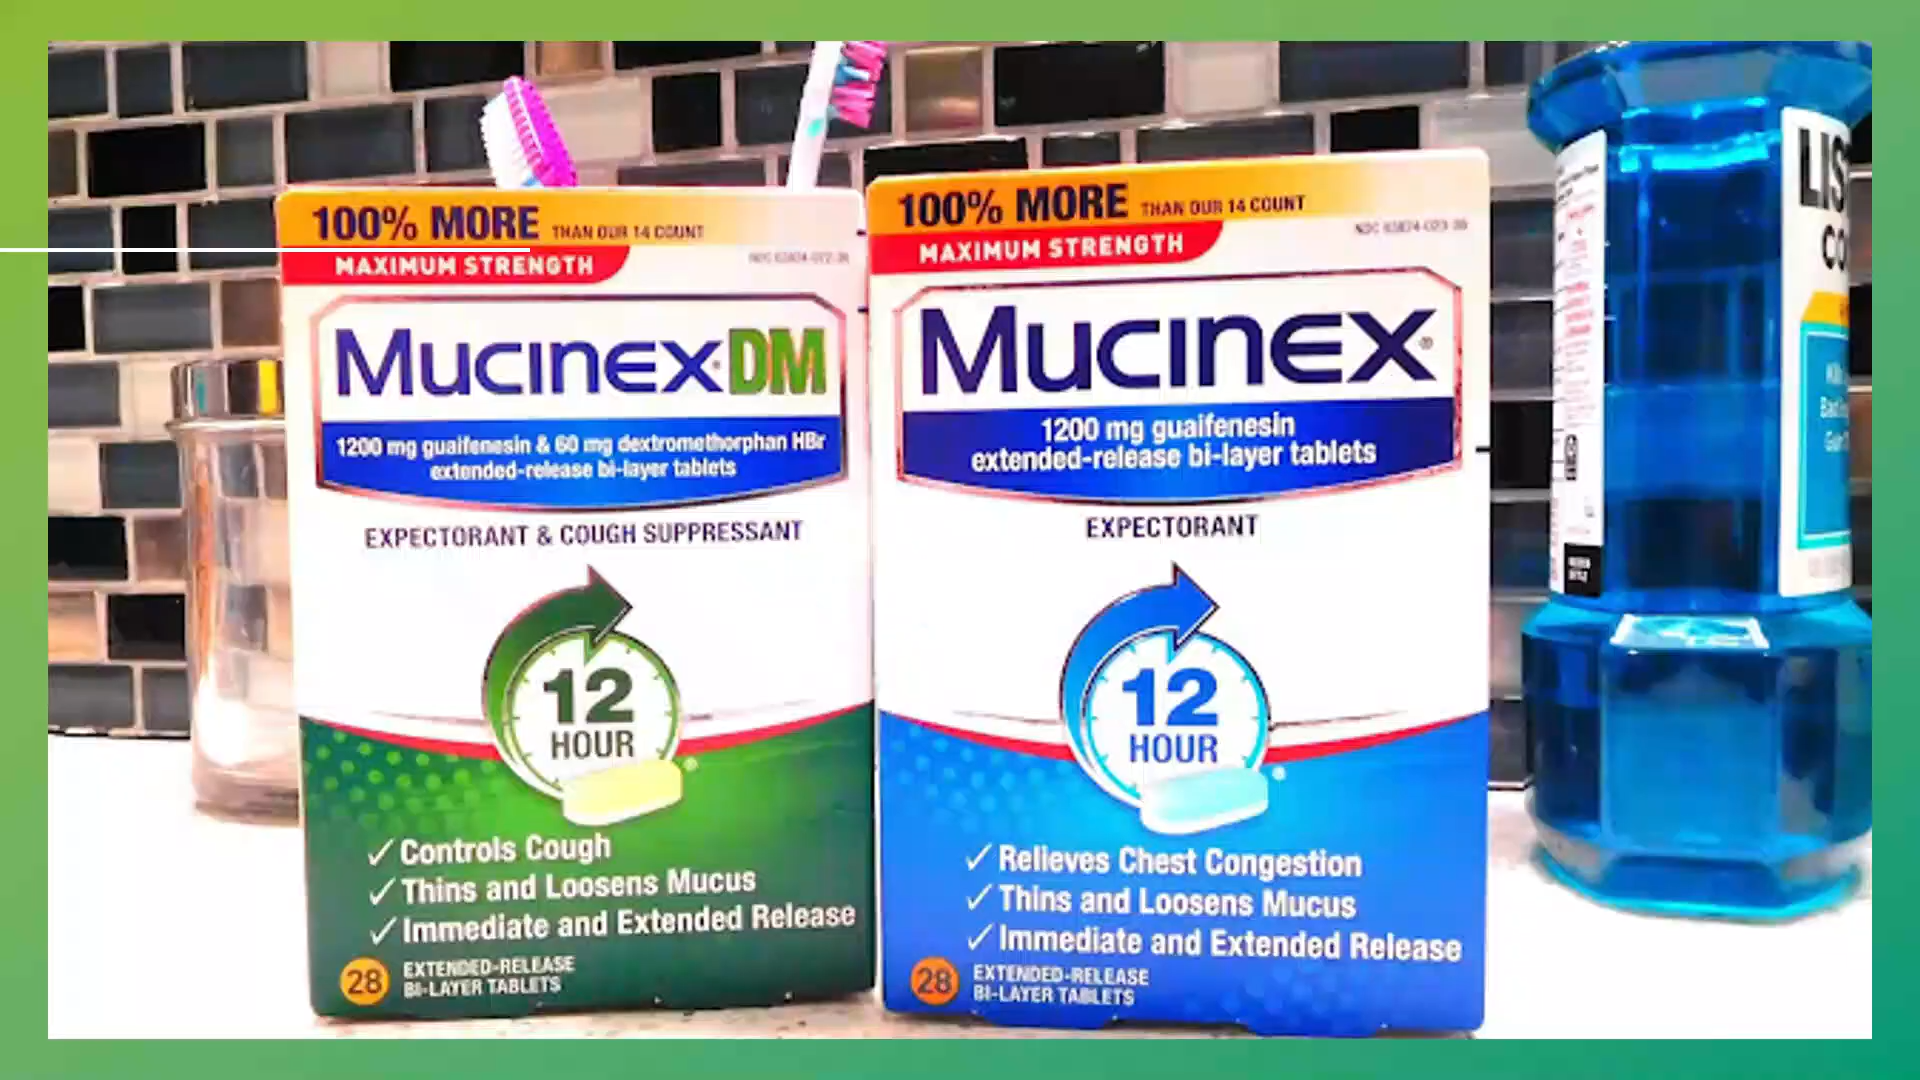 100% MORE THAN OUR 14 COUNT
MAXIMUM STRENGTH
Mucinex DM
1200 mg guaifenesin & 60 mg dextromethorphan HBr
extended-release bi-layer tablets
EXPECTORANT & COUGH SUPPRESSANT
12
HOUR
✓ Controls Cough
✓ Thins and Loosens Mucus
✓ Immediate and Extended Release
28 EXTENDED-RELEASE
BI-LAYER TABLETS
100% MORE THAN OUR 14 COUNT
MAXIMUM STRENGTH
Mucinex®
1200 mg guaifenesin
extended-release bi-layer tablets
EXPECTORANT
12
HOUR
✓ Relieves Chest Congestion
✓ Thins and Loosens Mucus
✓ Immediate and Extended Release
28 EXTENDED-RELEASE
BI-LAYER TABLETS
LIS
CO